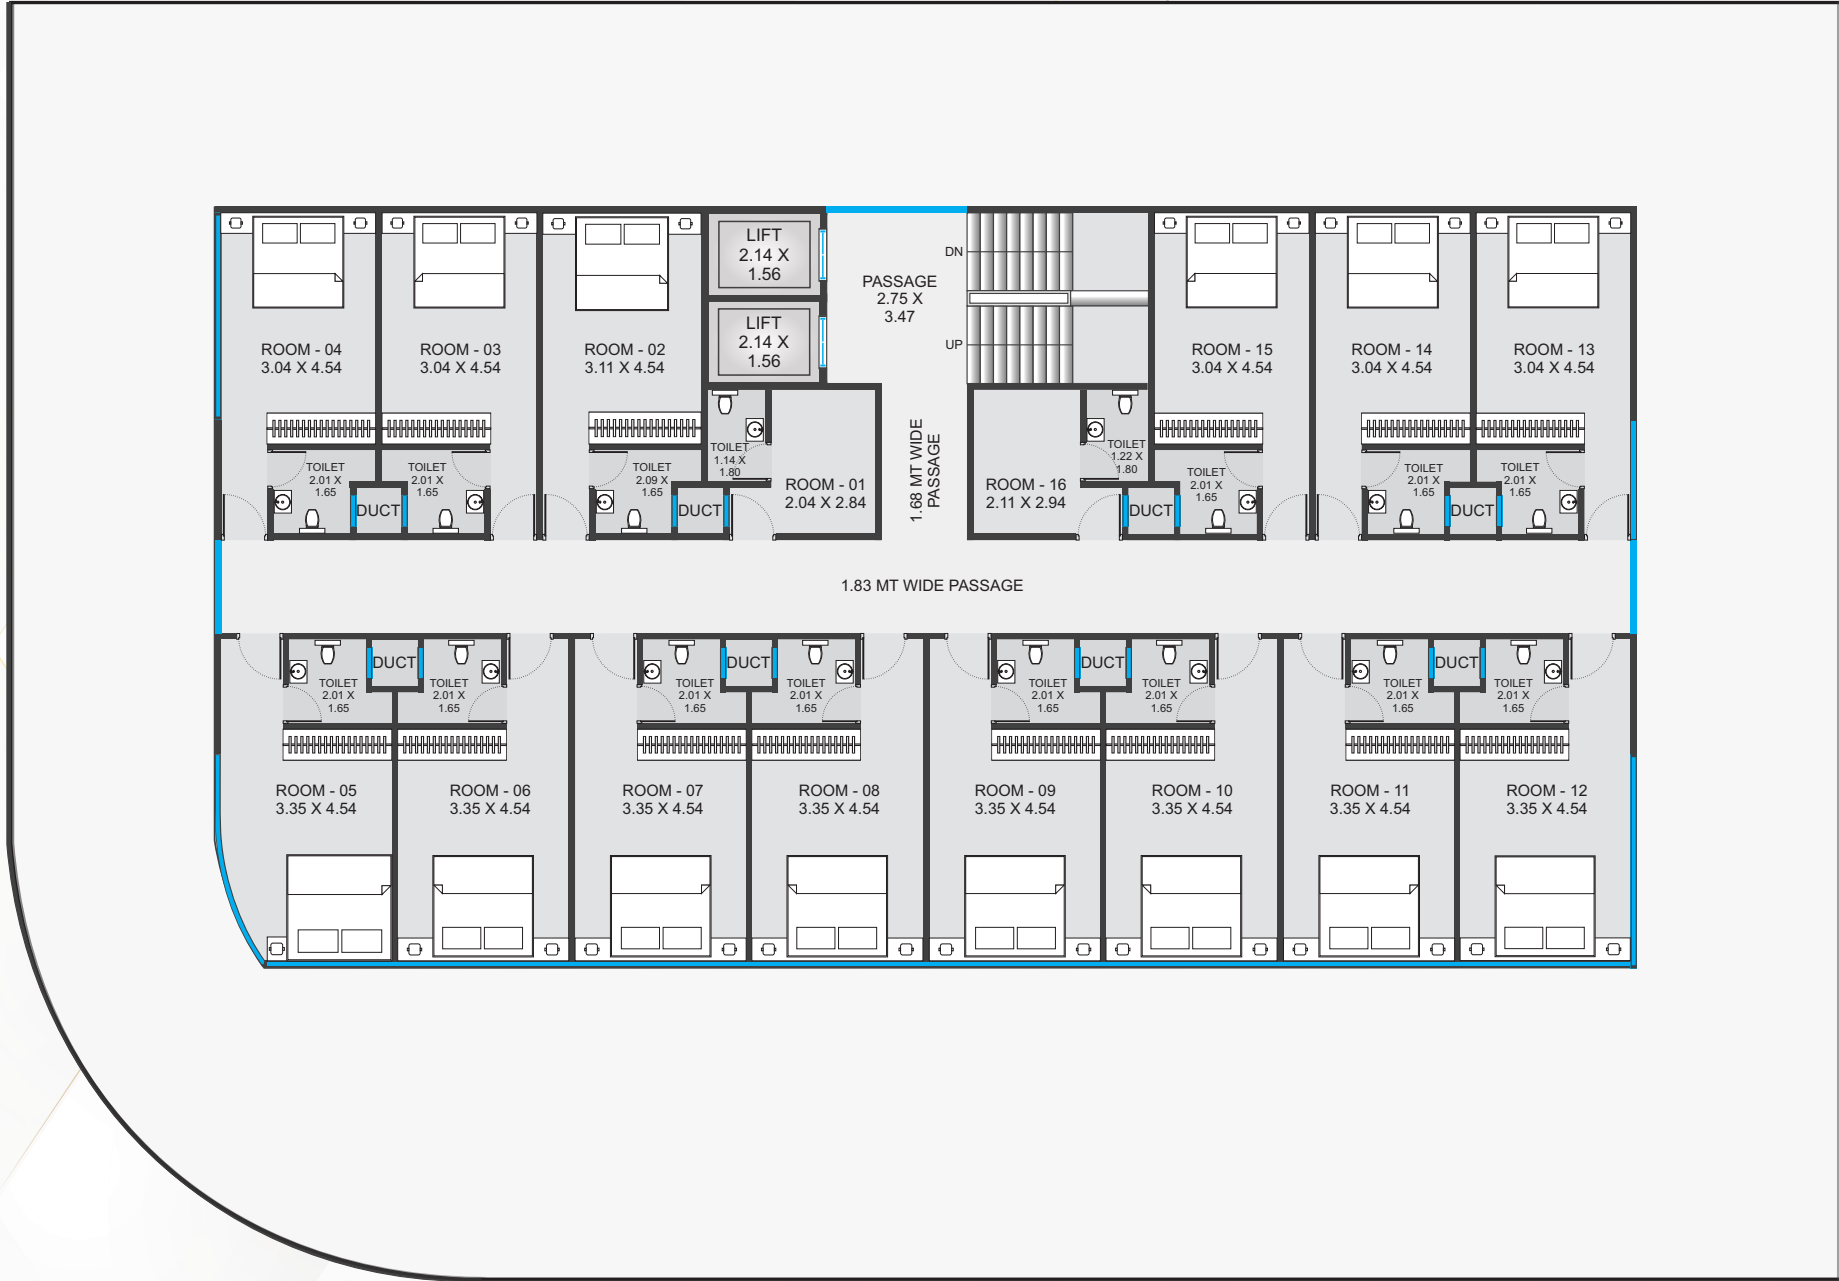 LIFT
2.14 X
1.56
LIFT
2.14 X
1.56
PASSAGE
2.75 X
3.47
DN
UP
ROOM - 04
3.04 X 4.54
ROOM - 03
3.04 X 4.54
ROOM - 02
3.11 X 4.54
ROOM - 15
3.04 X 4.54
ROOM - 14
3.04 X 4.54
ROOM - 13
3.04 X 4.54
TOILET
2.01 X
1.65
TOILET
2.01 X
1.65
TOILET
2.09 X
1.65
TOILET
1.14 X
1.80
ROOM - 01
2.04 X 2.84
1.68 MT WIDE
PASSAGE
ROOM - 16
2.11 X 2.94
TOILET
1.22 X
1.80
TOILET
2.01 X
1.65
TOILET
2.01 X
1.65
TOILET
2.01 X
1.65
DUCT
DUCT
DUCT
DUCT
1.83 MT WIDE PASSAGE
DUCT
DUCT
DUCT
DUCT
TOILET
2.01 X
1.65
TOILET
2.01 X
1.65
TOILET
2.01 X
1.65
TOILET
2.01 X
1.65
TOILET
2.01 X
1.65
TOILET
2.01 X
1.65
TOILET
2.01 X
1.65
TOILET
2.01 X
1.65
ROOM - 05
3.35 X 4.54
ROOM - 06
3.35 X 4.54
ROOM - 07
3.35 X 4.54
ROOM - 08
3.35 X 4.54
ROOM - 09
3.35 X 4.54
ROOM - 10
3.35 X 4.54
ROOM - 11
3.35 X 4.54
ROOM - 12
3.35 X 4.54